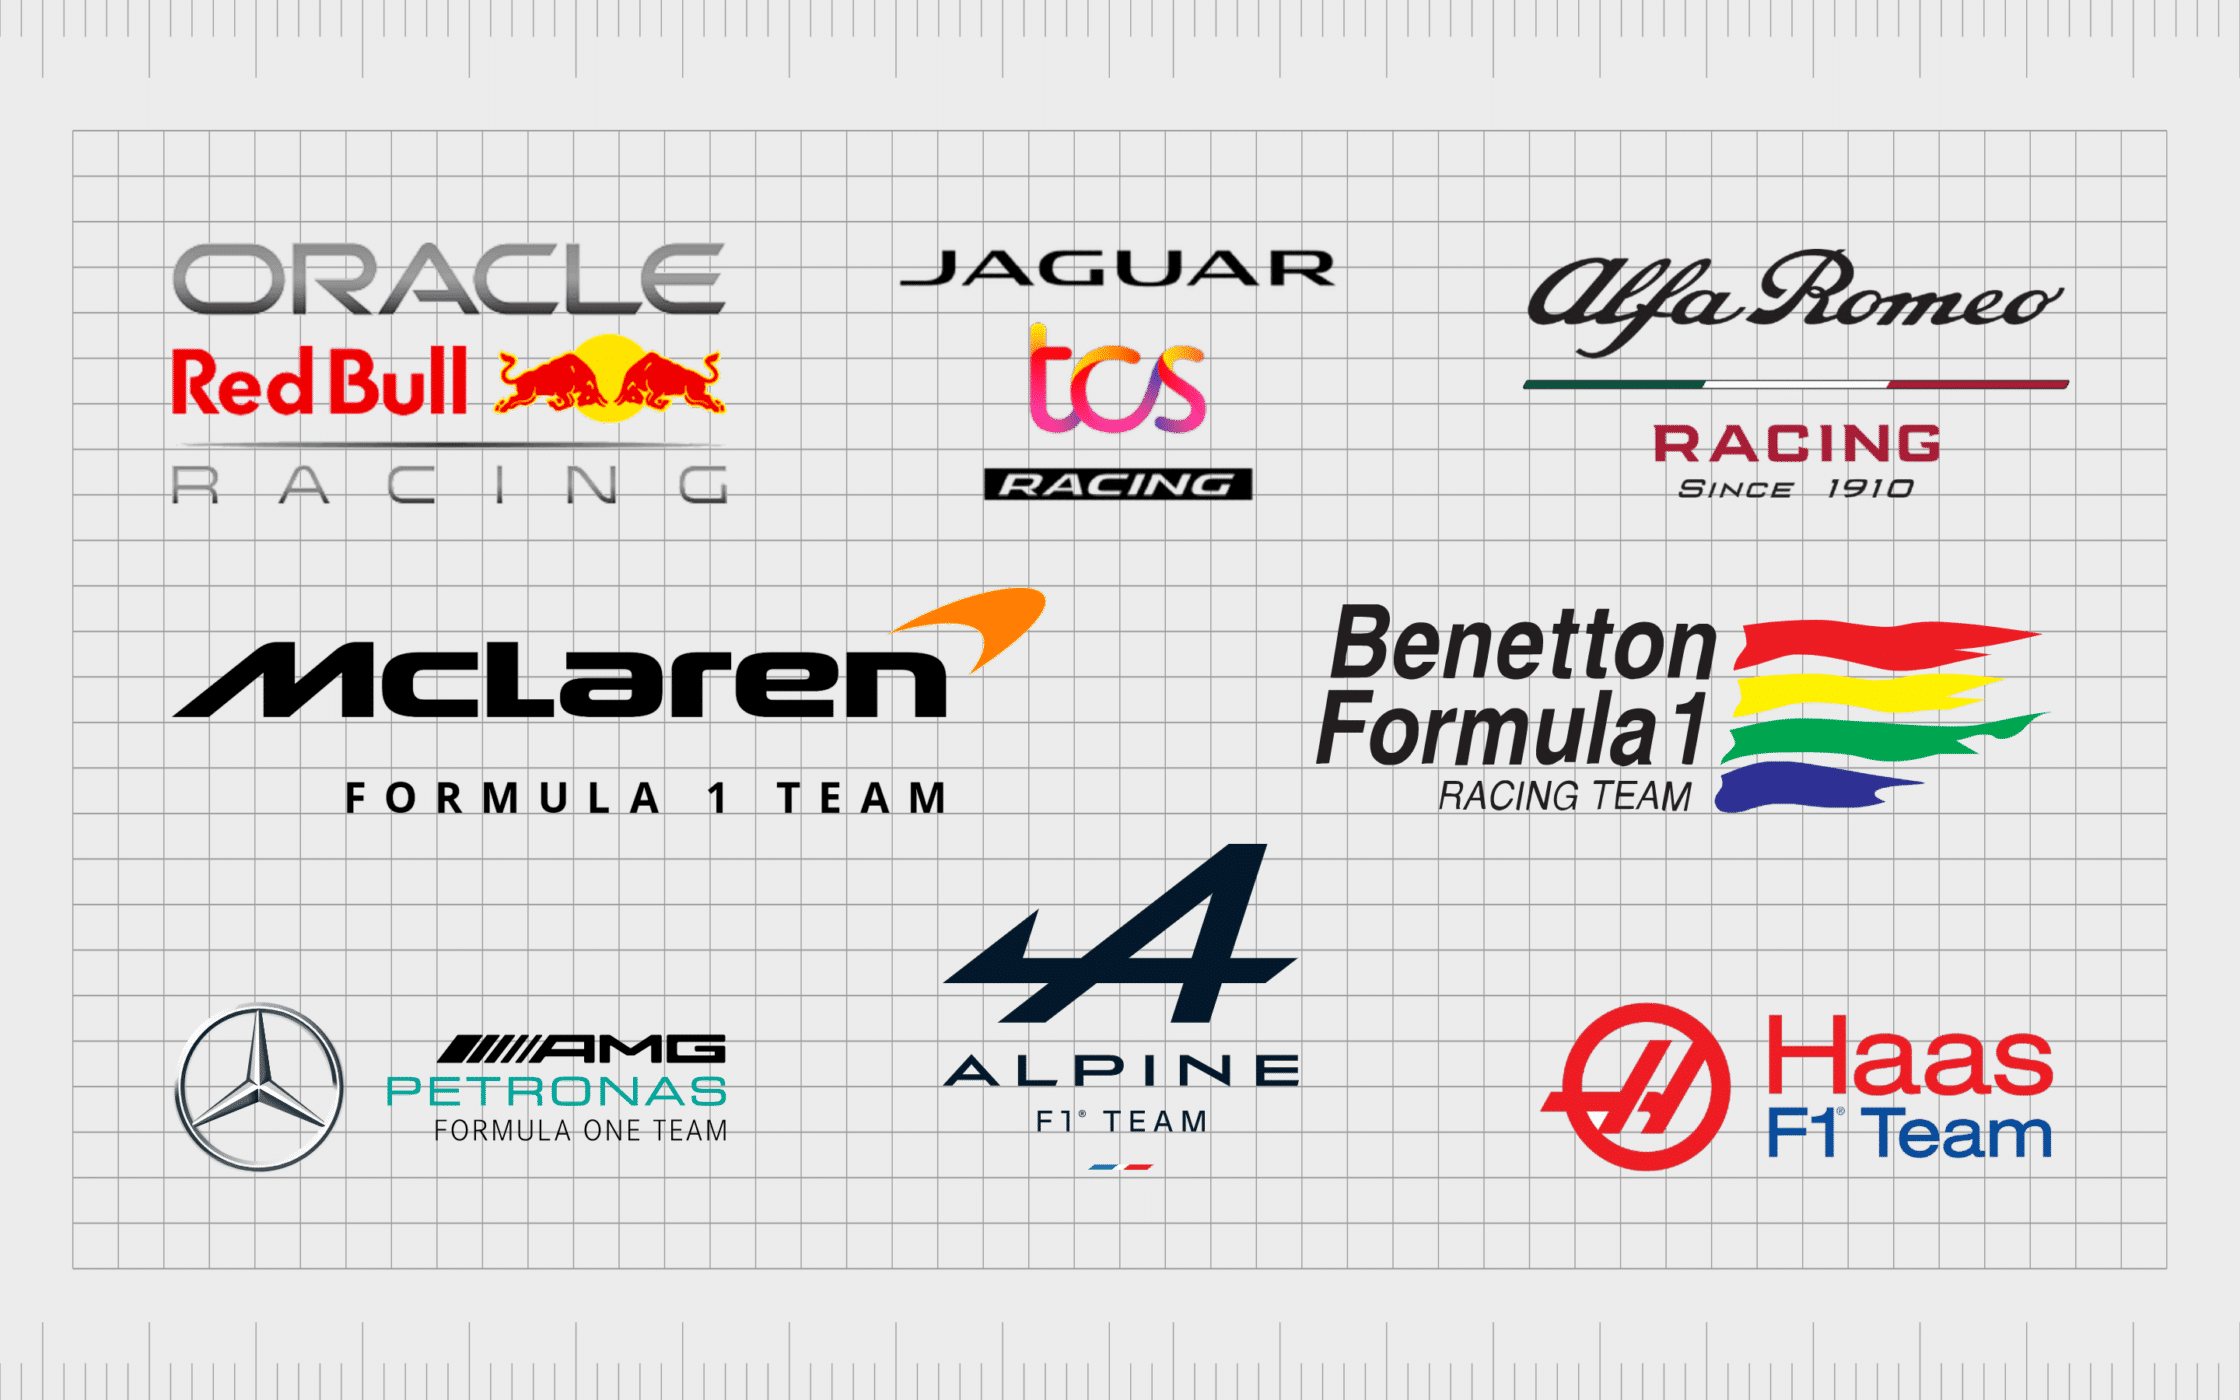 ORACLE
Red Bull
RACING
JAGUAR
tcs
RACING
Alfa Romeo
RACING
SINCE 1910
McLaren
FORMULA 1 TEAM
Benetton
Formula 1
RACING TEAM
AMG
PETRONAS
FORMULA ONE TEAM
A
ALPINE
F1® TEAM
H
Haas
F1® Team